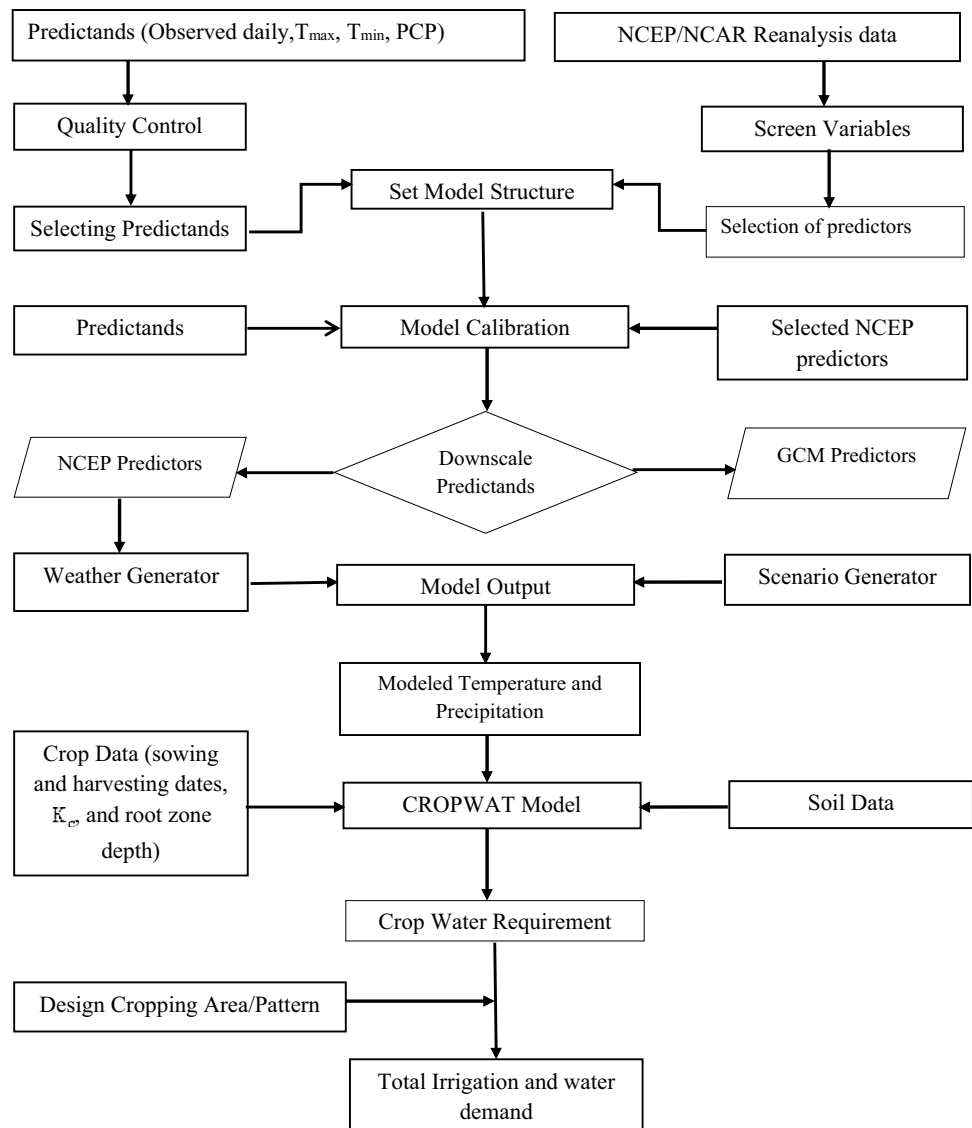 Predictands (Observed daily,Tmax, Tmin, PCP)
NCEP/NCAR Reanalysis data
Quality Control
Screen Variables
Set Model Structure
Selecting Predictands
Selection of predictors
Predictands
Model Calibration
Selected NCEP
predictors
NCEP Predictors
Downscale
Predictands
GCM Predictors
Weather Generator
Model Output
Scenario Generator
Modeled Temperature and
Precipitation
Crop Data (sowing
and harvesting dates,
Kc, and root zone
depth)
CROPWAT Model
Soil Data
Crop Water Requirement
Design Cropping Area/Pattern
Total Irrigation and water
demand